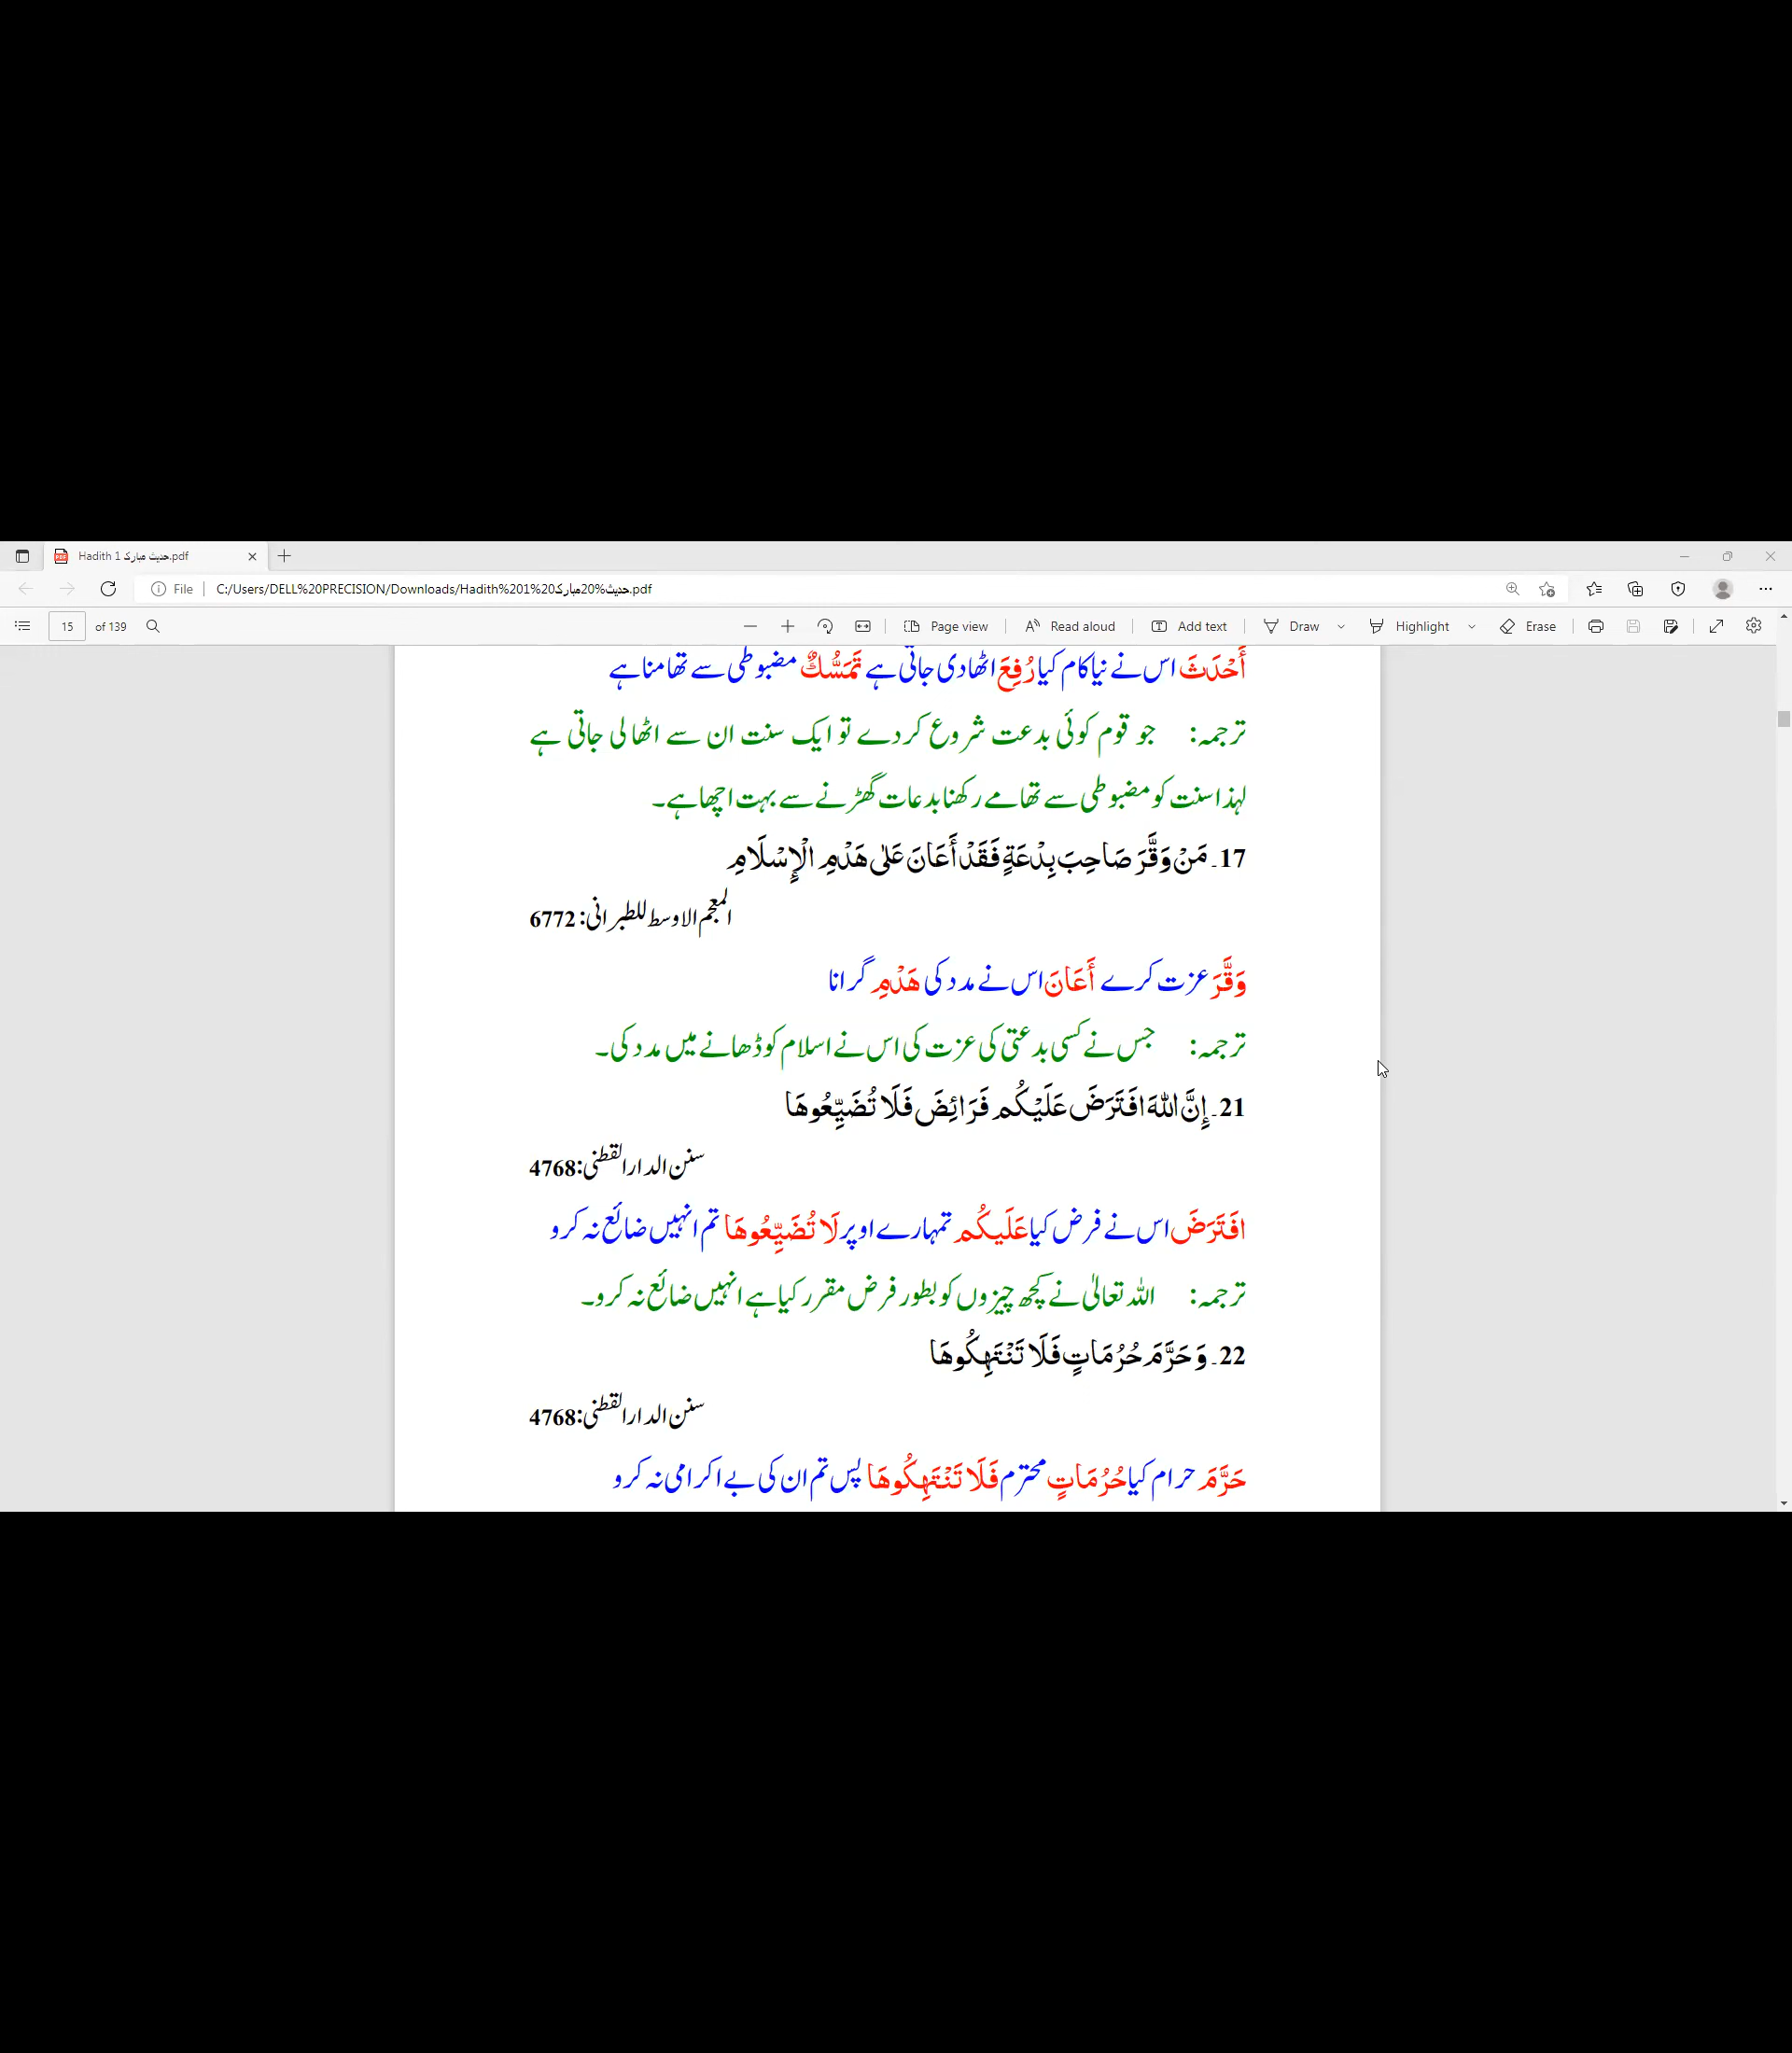 Hadith 1 حدیث مبارکہ.pdf
File C:/Users/DELL%20PRECISION/Downloads/Hadith%201%20حدیث%20مبارکہ.pdf
15 of 139 Page view Read aloud Add text Draw Highlight Erase
أَحْدَثَ اس نے نیا کام کیا رُفِعَ اٹھا دی جاتی ہے تَمَسُّكٌ مضبوطی سے تھامنا ہے
ترجمہ: جو قوم کوئی بدعت شروع کر دے تو ایک سنت ان سے اٹھا لی جاتی ہے
لہذا سنت کو مضبوطی سے تھامے رکھنا بدعات گھڑنے سے بہت اچھا ہے۔
17۔ مَنْ وَقَّرَ صَاحِبَ بِدْعَةٍ فَقَدْ أَعَانَ عَلٰى هَدْمِ الْإِسْلَامِ
المعجم الاوسط للطبرانی: 6772
وَقَّرَ عزت کرے أَعَانَ اس نے مدد کی هَدْمِ گرانا
ترجمہ: جس نے کسی بدعتی کی عزت کی اس نے اسلام کو ڈھانے میں مدد کی۔
21۔ إِنَّ اللهَ افَتَرَضَ عَلَيْكُم فَرَائِضَ فَلَا تُضَيِّعُوهَا
سنن الدار القطنی: 4768
افَتَرَضَ اس نے فرض کیا عَلَيكُم تمہارے اوپر لَا تُضَيِّعُوهَا تم انہیں ضائع نہ کرو
ترجمہ: اللہ تعالیٰ نے کچھ چیزوں کو بطور فرض مقرر کیا ہے انہیں ضائع نہ کرو۔
22۔ وَحَرَّمَ حُرُمَاتٍ فَلَا تَنْتَهِكُوهَا
سنن الدار القطنی: 4768
حَرَّمَ حرام کیا حُرُمَاتٍ محترم فَلَا تَنْتَهِكُوهَا پس تم ان کی بے اکرامی نہ کرو